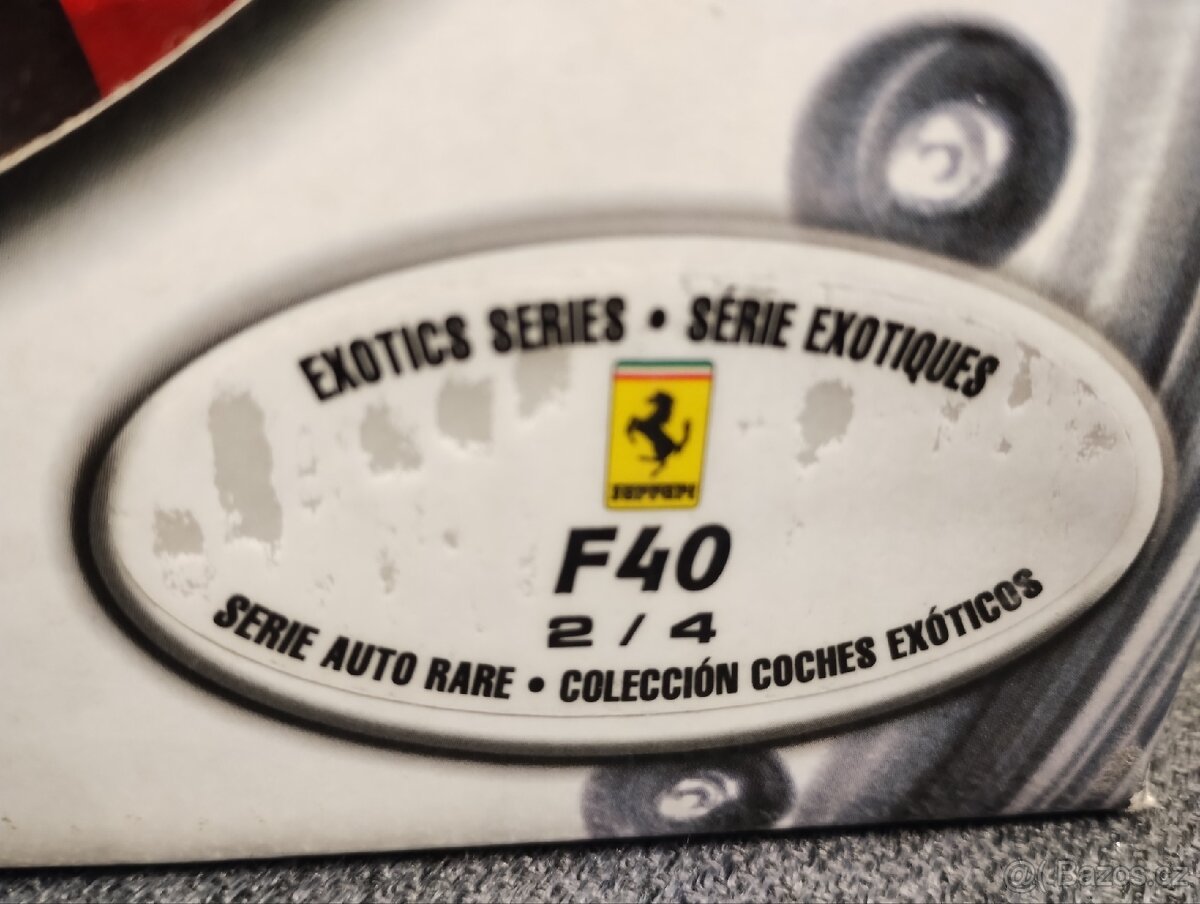 EXOTICS SERIES • SÉRIE EXOTIQUES
Ferrari
F40
2 / 4
SERIE AUTO RARE • COLECCIÓN COCHES EXÓTICOS
@( Bazos.cz